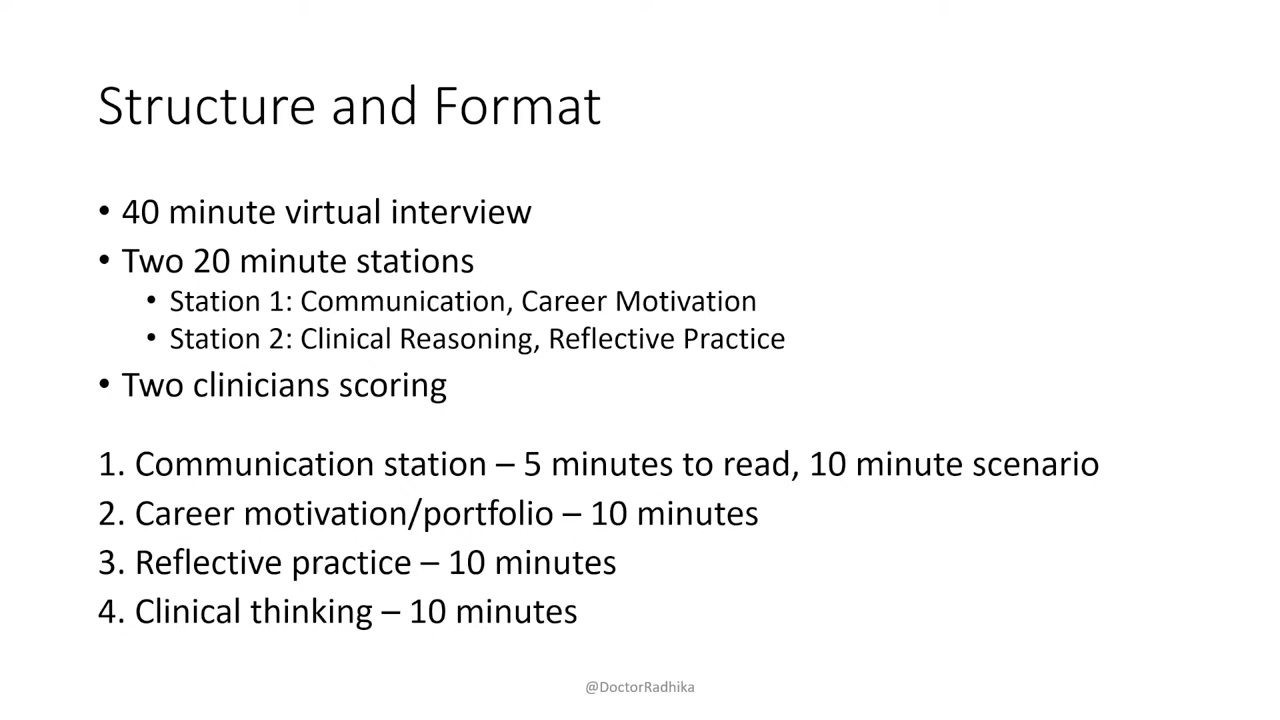 Structure and Format
• 40 minute virtual interview
• Two 20 minute stations
• Station 1: Communication, Career Motivation
• Station 2: Clinical Reasoning, Reflective Practice
• Two clinicians scoring
1. Communication station – 5 minutes to read, 10 minute scenario
2. Career motivation/portfolio – 10 minutes
3. Reflective practice – 10 minutes
4. Clinical thinking – 10 minutes
@DoctorRadhika